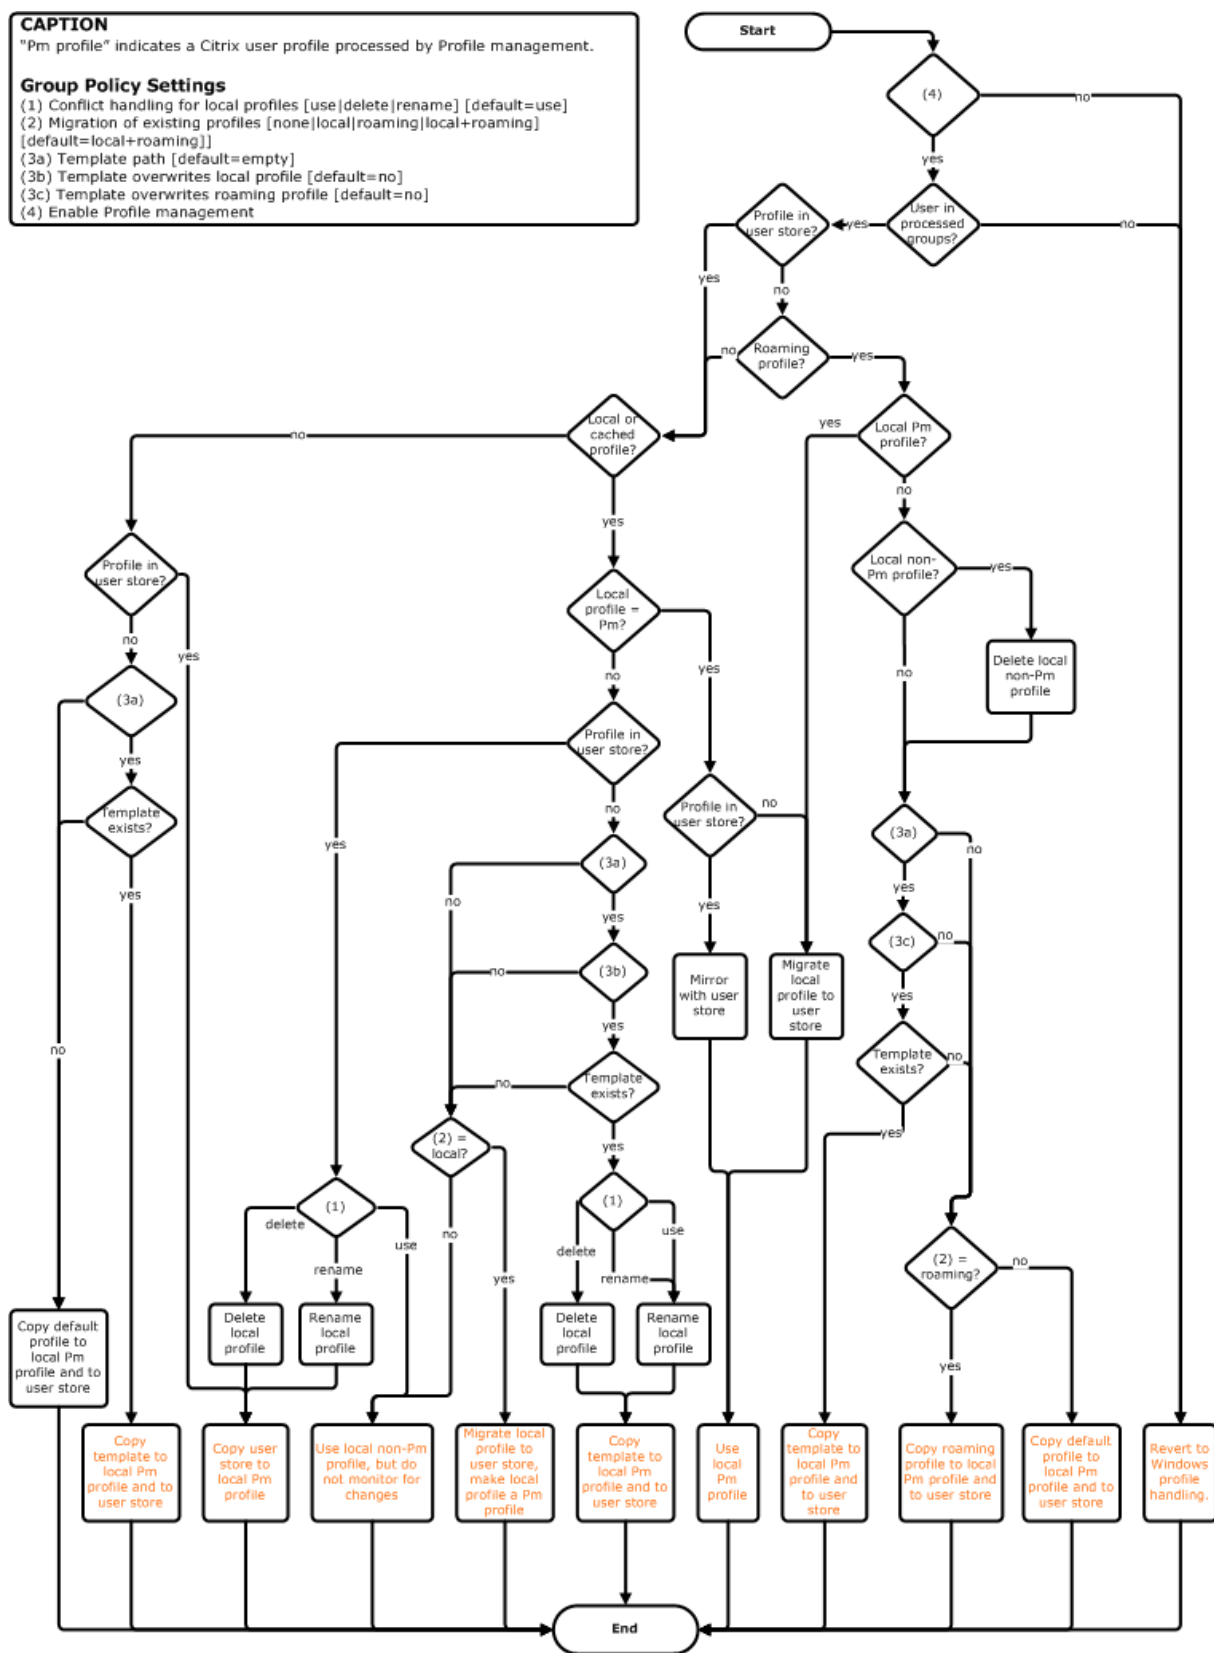 CAPTION
"Pm profile" indicates a Citrix user profile processed by Profile management.
Group Policy Settings
(1) Conflict handling for local profiles [use|delete|rename] [default=use]
(2) Migration of existing profiles [none|local|roaming|local+roaming]
[default=local+roaming]]
(3a) Template path [default=empty]
(3b) Template overwrites local profile [default=no]
(3c) Template overwrites roaming profile [default=no]
(4) Enable Profile management
Start
(4)
no
yes
User in
processed
groups?
no
yes
Profile in
user store?
yes
no
Roaming
profile?
no
yes
Local or
cached
profile?
no
yes
Local Pm
profile?
yes
no
Local non-
Pm profile?
yes
no
Delete local
non-Pm
profile
Profile in
user store?
no
yes
Local
profile =
Pm?
yes
no
(3a)
yes
Template
exists?
yes
no
Profile in
user store?
yes
no
Profile in
user store?
no
yes
(3a)
no
yes
(3b)
no
yes
Template
exists?
no
yes
Mirror
with user
store
Migrate
local
profile to
user
store
(3a)
no
yes
(3c)
no
yes
Template
exists?
no
yes
(2) =
local?
no
yes
(1)
delete
use
rename
(1)
delete
use
rename
(2) =
roaming?
no
yes
Copy default
profile to
local Pm
profile and to
user store
Delete
local
profile
Rename
local
profile
Delete
local
profile
Rename
local
profile
Copy
template to
local Pm
profile and to
user store
Copy user
store to
local Pm
profile
Use local non-Pm
profile, but do
not monitor for
changes
Migrate local
profile to
user store,
make local
profile a Pm
profile
Copy
template to
local Pm
profile and to
user store
Use
local
Pm
profile
Copy
template to
local Pm
profile and
to user
store
Copy roaming
profile to local
Pm profile and
to user store
Copy default
profile to
local Pm
profile and to
user store
Revert to
Windows
profile
handling.
End